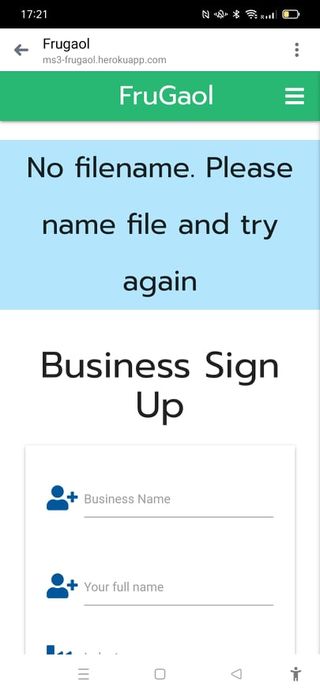 17:21
Frugaol
ms3-frugaol.herokuapp.com
FruGaol
No filename. Please
name file and try
again
Business Sign
Up
Business Name
Your full name